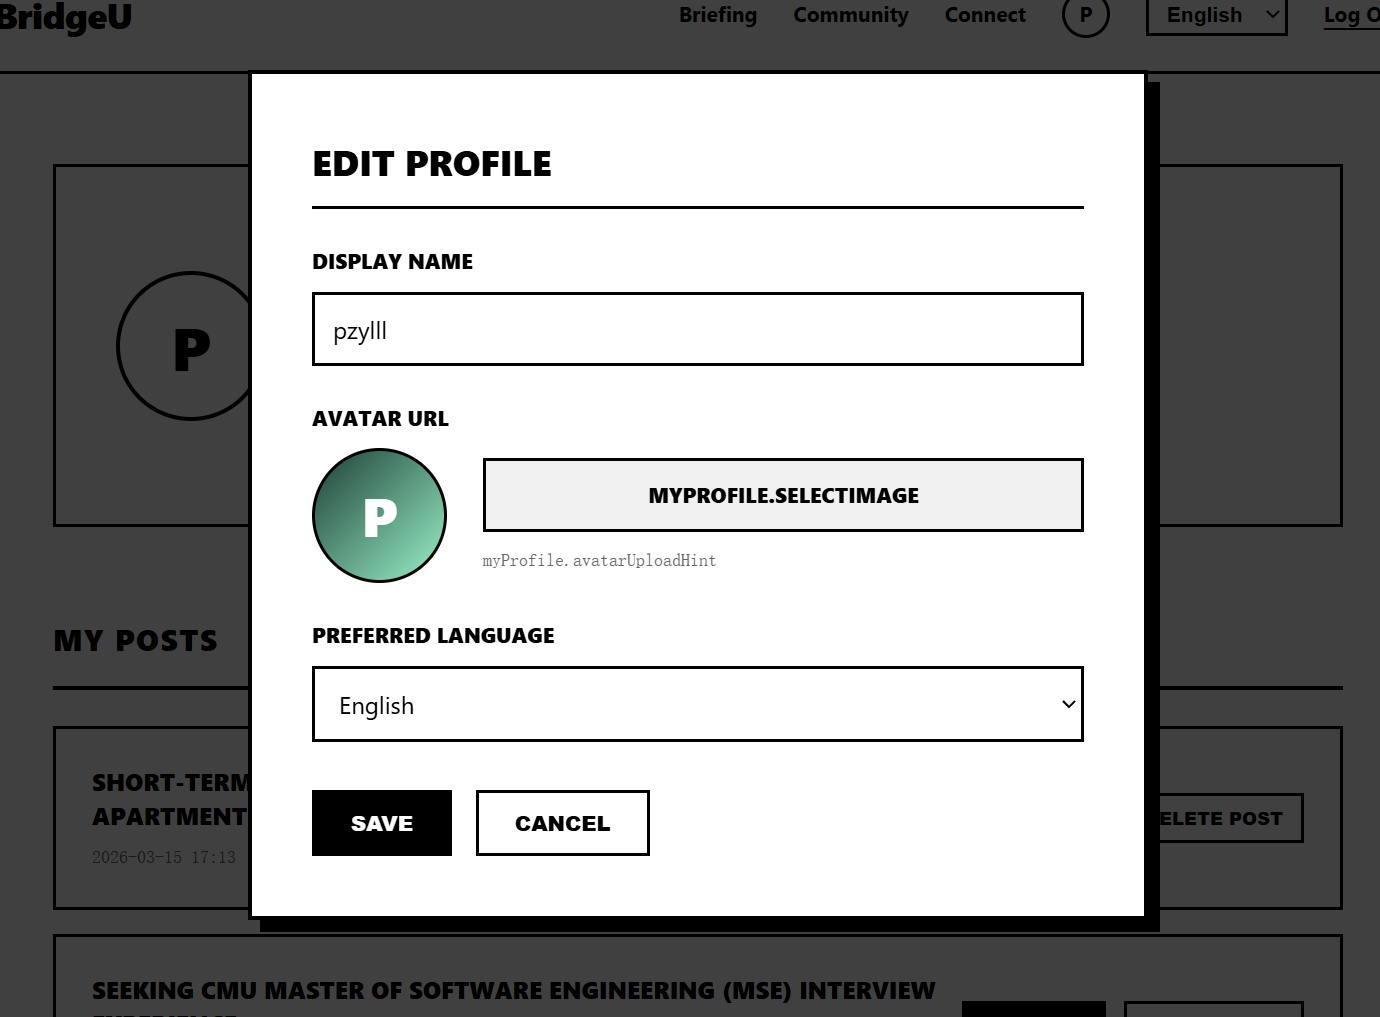 BridgeU
Briefing
Community
Connect
P
English
Log O
EDIT PROFILE
DISPLAY NAME
pzylll
P
AVATAR URL
P
MYPROFILE.SELECTIMAGE
myProfile.avatarUploadHint
PREFERRED LANGUAGE
English
SAVE
CANCEL
MY POSTS
SHORT-TERM
APARTMENT
2026-03-15 17:13
ELETE POST
SEEKING CMU MASTER OF SOFTWARE ENGINEERING (MSE) INTERVIEW